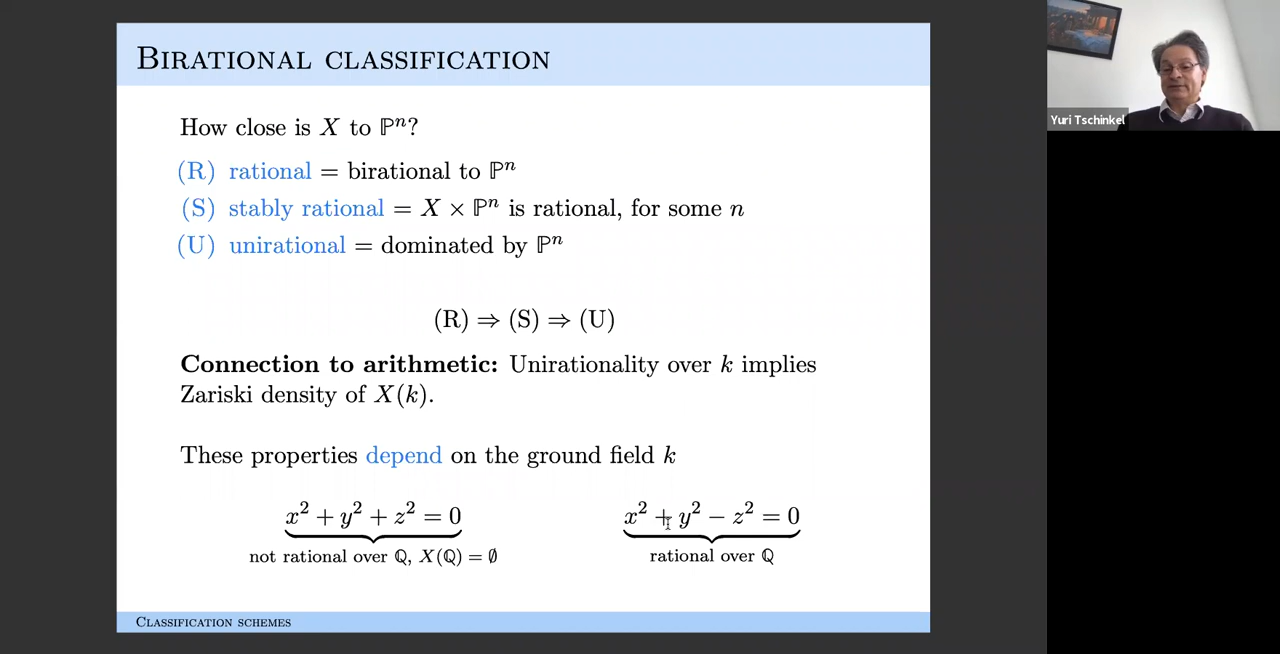 BIRATIONAL CLASSIFICATION
How close is X to ℙⁿ?
(R) rational = birational to ℙⁿ
(S) stably rational = X × ℙⁿ is rational, for some n
(U) unirational = dominated by ℙⁿ
(R) ⇒ (S) ⇒ (U)
Connection to arithmetic: Unirationality over k implies
Zariski density of X(k).
These properties depend on the ground field k
x² + y² + z² = 0
not rational over ℚ, X(ℚ) = ∅
x² + y² − z² = 0
rational over ℚ
CLASSIFICATION SCHEMES
Yuri Tschinkel